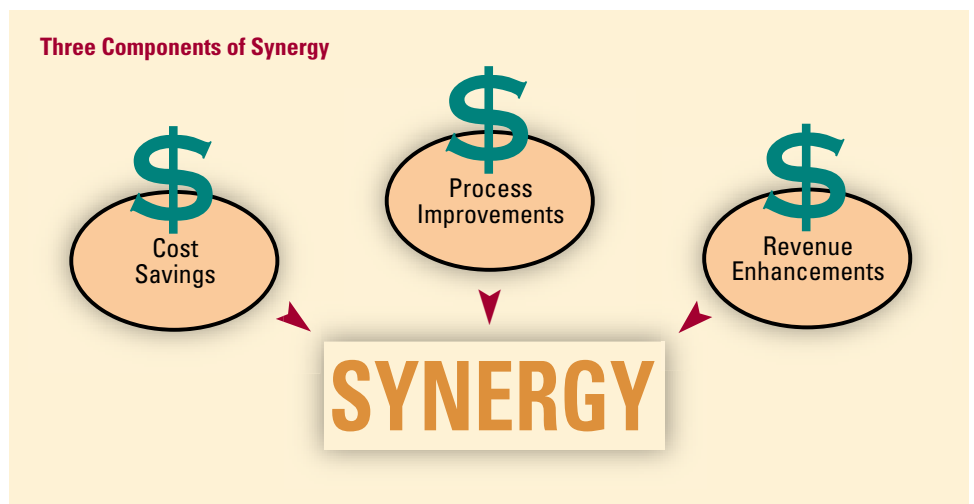 Three Components of Synergy
$
Cost
Savings
$
Process
Improvements
$
Revenue
Enhancements
SYNERGY